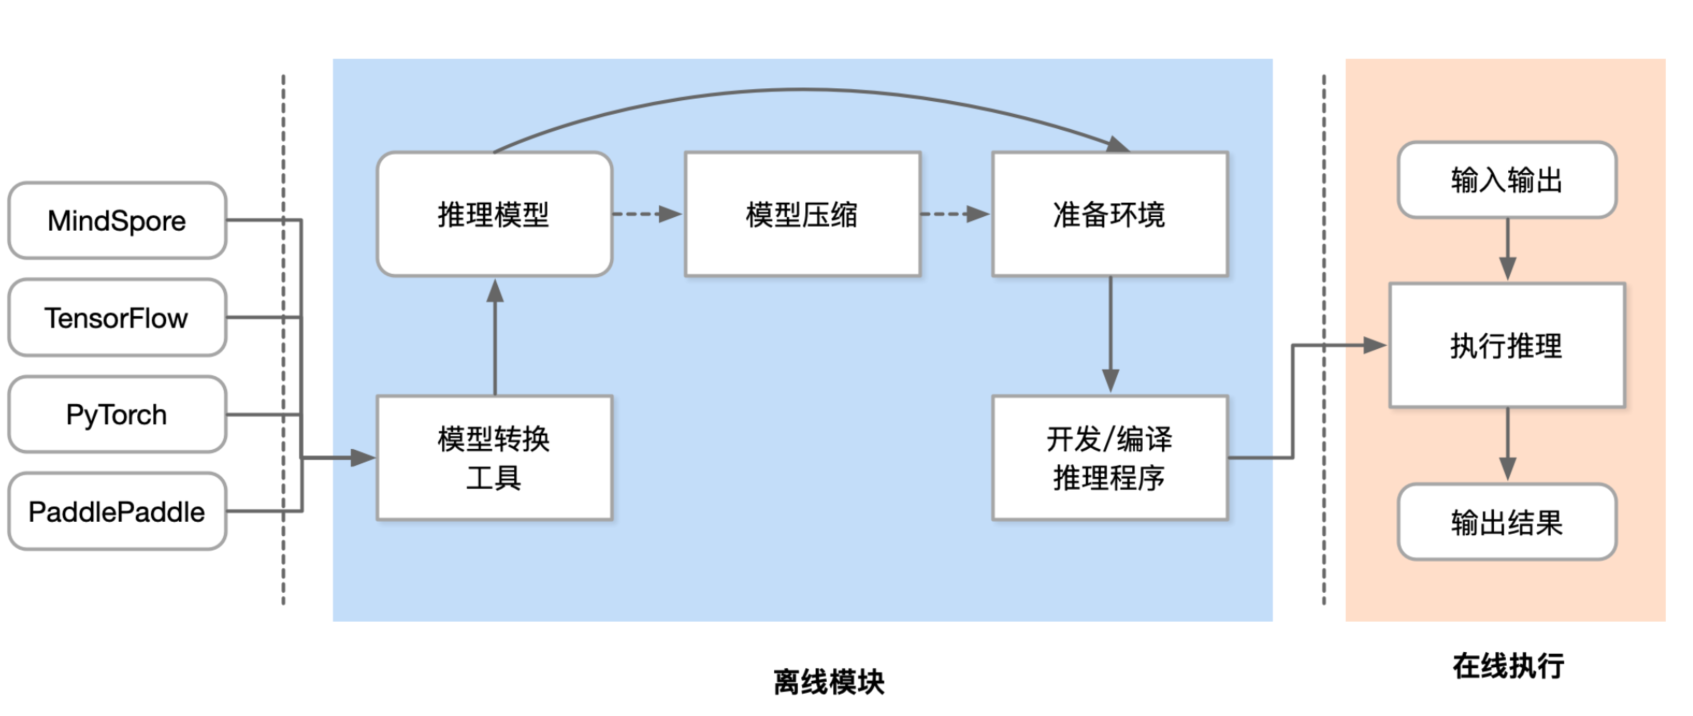 MindSpore
TensorFlow
PyTorch
PaddlePaddle
推理模型
模型压缩
准备环境
模型转换
工具
开发/编译
推理程序
离线模块
输入输出
执行推理
输出结果
在线执行